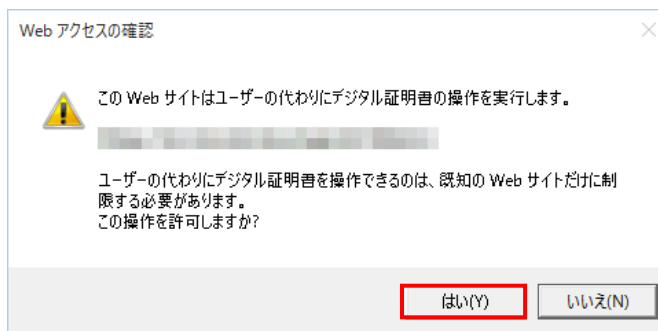 Web アクセスの確認
この Web サイトはユーザーの代わりにデジタル証明書の操作を実行します。
ユーザーの代わりにデジタル証明書を操作できるのは、既知の Web サイトだけに制
限する必要があります。
この操作を許可しますか?
はい(Y) いいえ(N)